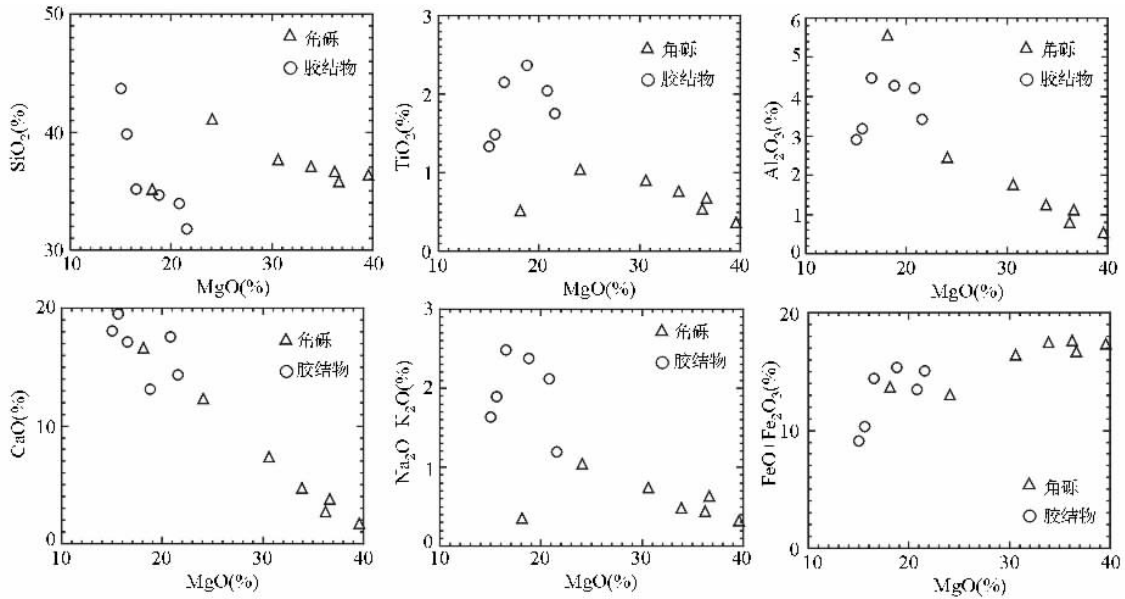 50
40
30
SiO₂(%)
△ 角砾
○ 胶结物
10 20 30 40
MgO(%)
3
2
1
0
TiO₂(%)
△ 角砾
○ 胶结物
10 20 30 40
MgO(%)
6
5
4
3
2
1
0
Al₂O₃(%)
△ 角砾
○ 胶结物
10 20 30 40
MgO(%)
20
10
0
CaO(%)
△ 角砾
○ 胶结物
10 20 30 40
MgO(%)
3
2
1
0
Na₂O K₂O(%)
△ 角砾
○ 胶结物
10 20 30 40
MgO(%)
20
10
0
FeO+Fe₂O₃(%)
△ 角砾
○ 胶结物
10 20 30 40
MgO(%)